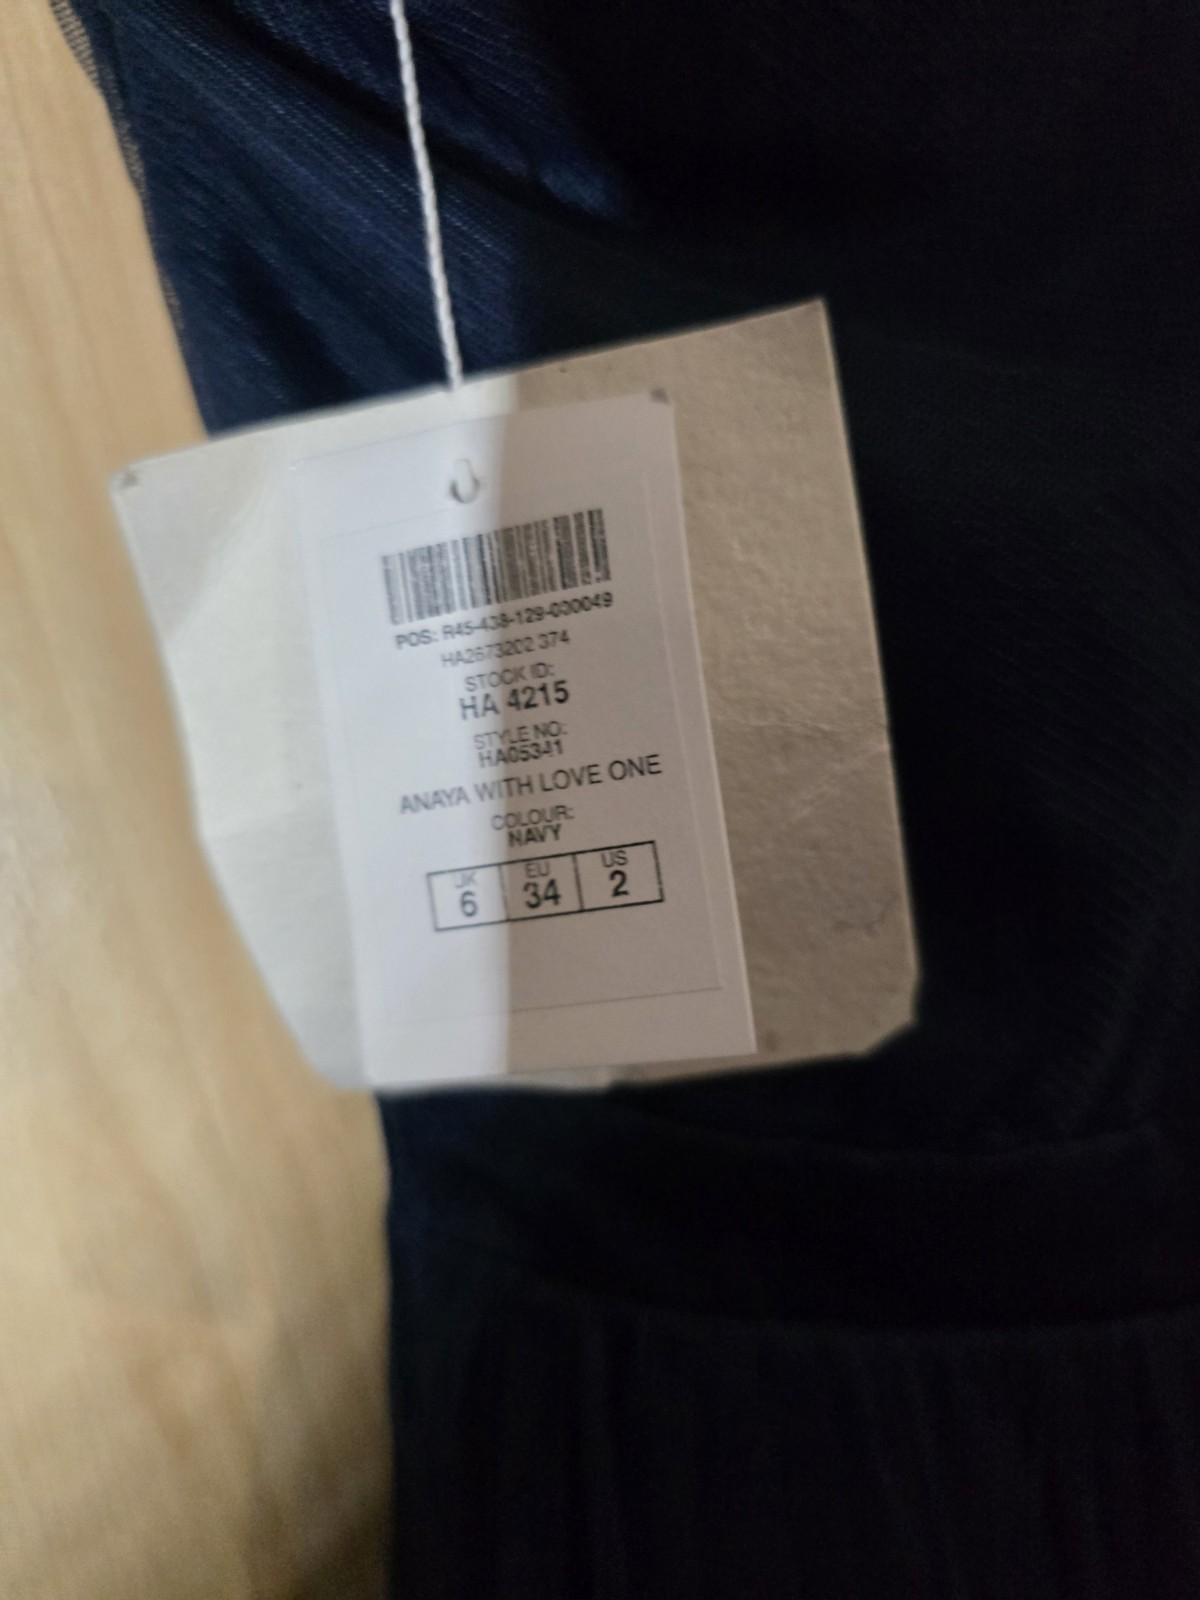 POS: R45-438-129-000049
HA2673202 374
STOCK ID:
HA 4215
STYLE NO:
HA05341
ANAYA WITH LOVE ONE
COLOUR:
NAVY
UK EU US
6 34 2